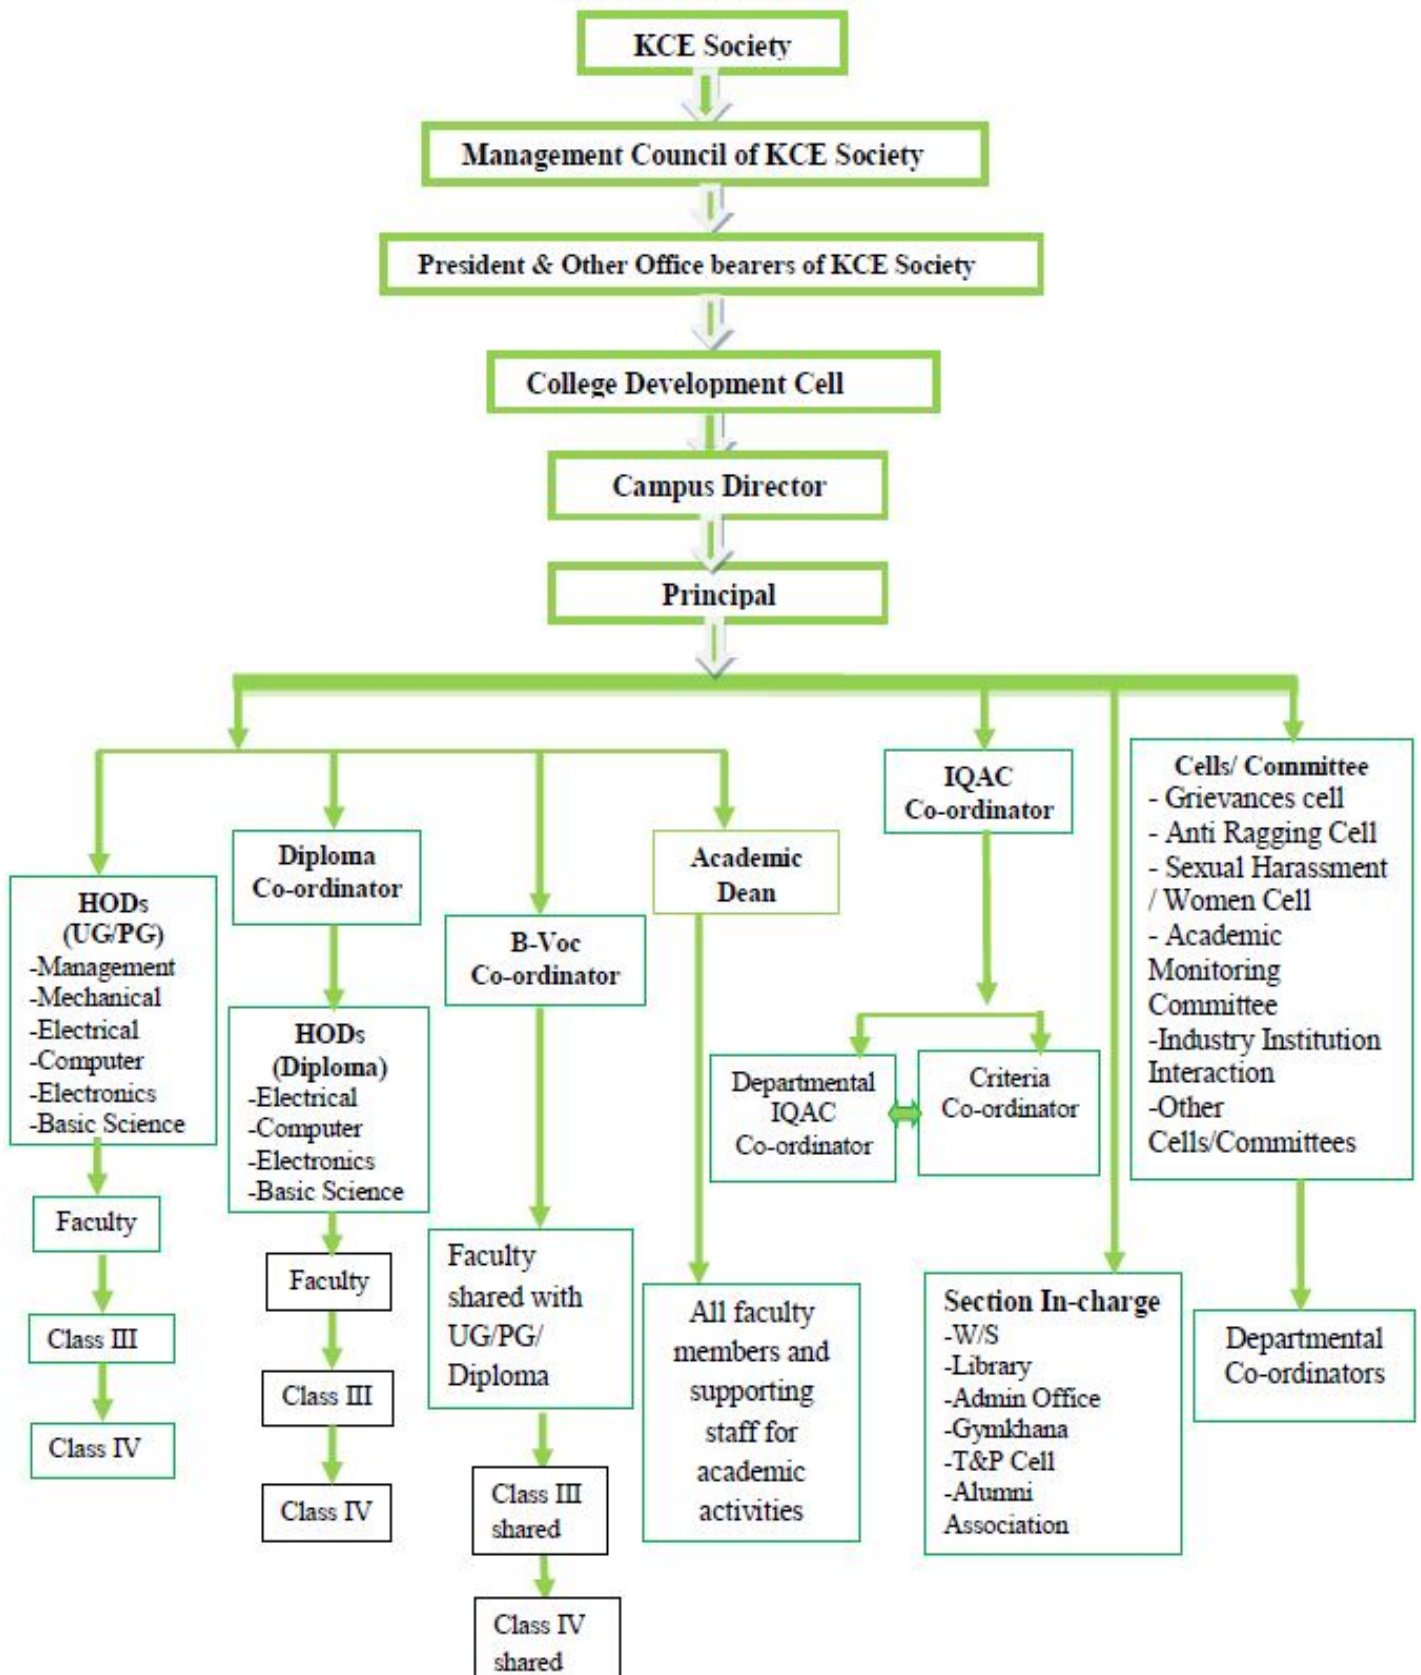 KCE Society
Management Council of KCE Society
President & Other Office bearers of KCE Society
College Development Cell
Campus Director
Principal
HODs
(UG/PG)
-Management
-Mechanical
-Electrical
-Computer
-Electronics
-Basic Science
Faculty
Class III
Class IV
Diploma
Co-ordinator
HODs
(Diploma)
-Electrical
-Computer
-Electronics
-Basic Science
Faculty
Class III
Class IV
B-Voc
Co-ordinator
Faculty
shared with
UG/PG/
Diploma
Class III
shared
Class IV
shared
Academic
Dean
All faculty
members and
supporting
staff for
academic
activities
IQAC
Co-ordinator
Departmental
IQAC
Co-ordinator
Criteria
Co-ordinator
Section In-charge
-W/S
-Library
-Admin Office
-Gymkhana
-T&P Cell
-Alumni
Association
Cells/ Committee
- Grievances cell
- Anti Ragging Cell
- Sexual Harassment
/ Women Cell
- Academic
Monitoring
Committee
-Industry Institution
Interaction
-Other
Cells/Committees
Departmental
Co-ordinators